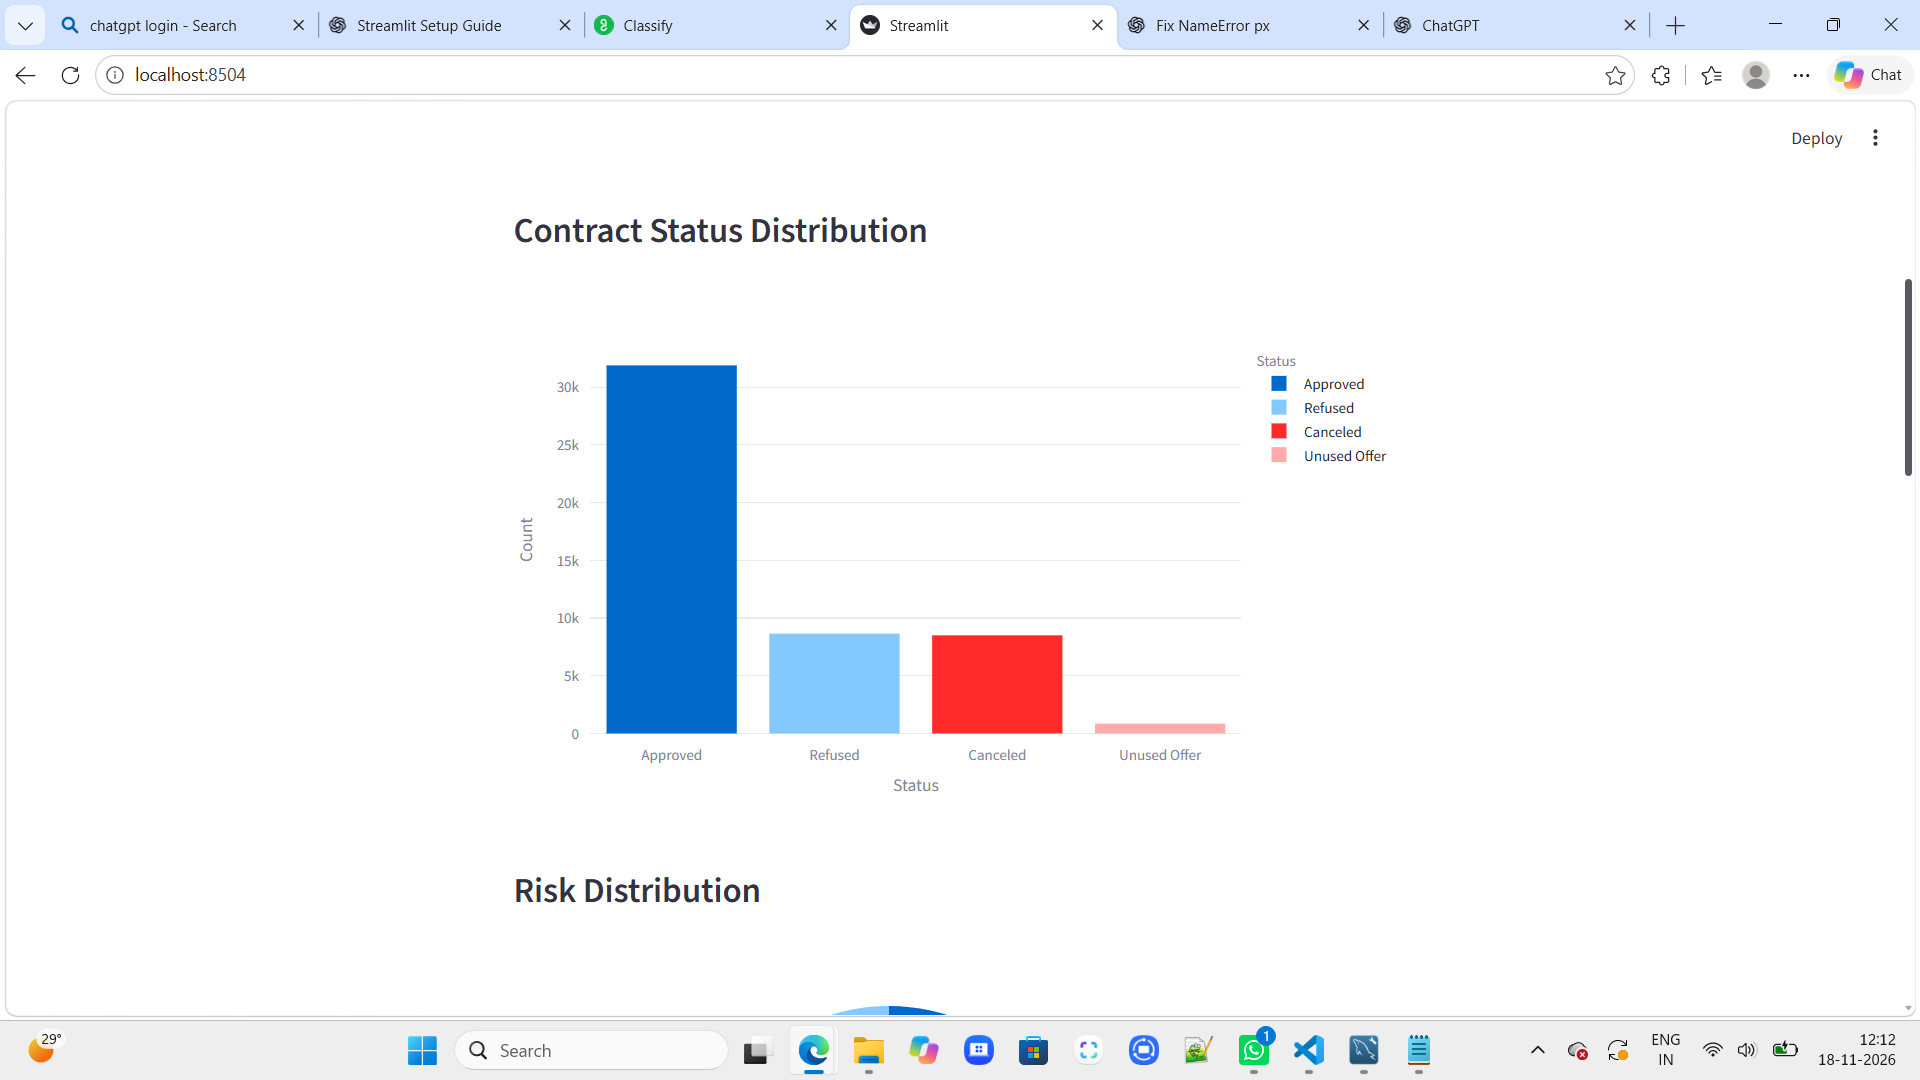 chatgpt login - Search
Streamlit Setup Guide
Classify
Streamlit
Fix NameError px
ChatGPT
localhost:8504
Chat
Deploy
Contract Status Distribution
Status
Approved
Refused
Canceled
Unused Offer
30k
25k
20k
15k
10k
5k
0
Count
Approved
Refused
Canceled
Unused Offer
Status
Risk Distribution
29°
Search
1
ENG
IN
12:12
18-11-2026